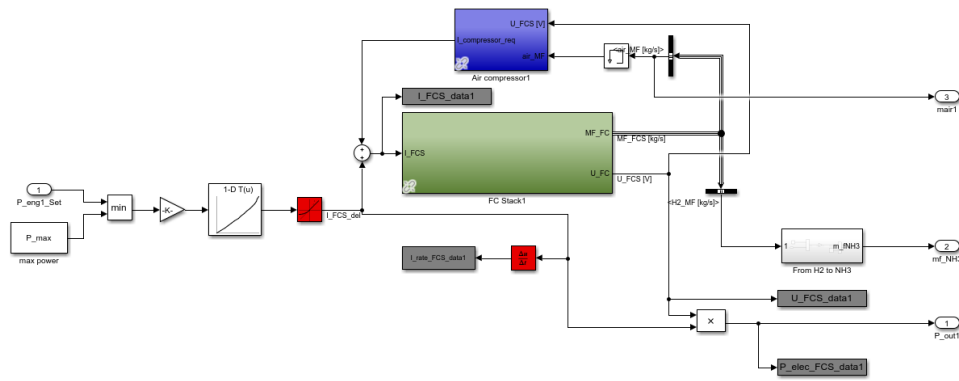 U_FCS [V]
I_compressor_req
air_MF
Air compressor1
<air_MF [kg/s]>
3
mair1
I_FCS_data1
MF_FC
MF_FCS [kg/s]
I_FCS
U_FC
U_FCS [V]
FC Stack1
+
+
1
P_eng1_Set
min
-K-
1-D T(u)
I_FCS_del
P_max
max power
<H2_MF [kg/s]>
1
m_fNH3
From H2 to NH3
2
mf_NH3
I_rate_FCS_data1
Δu
Δt
U_FCS_data1
×
1
P_out1
P_elec_FCS_data1